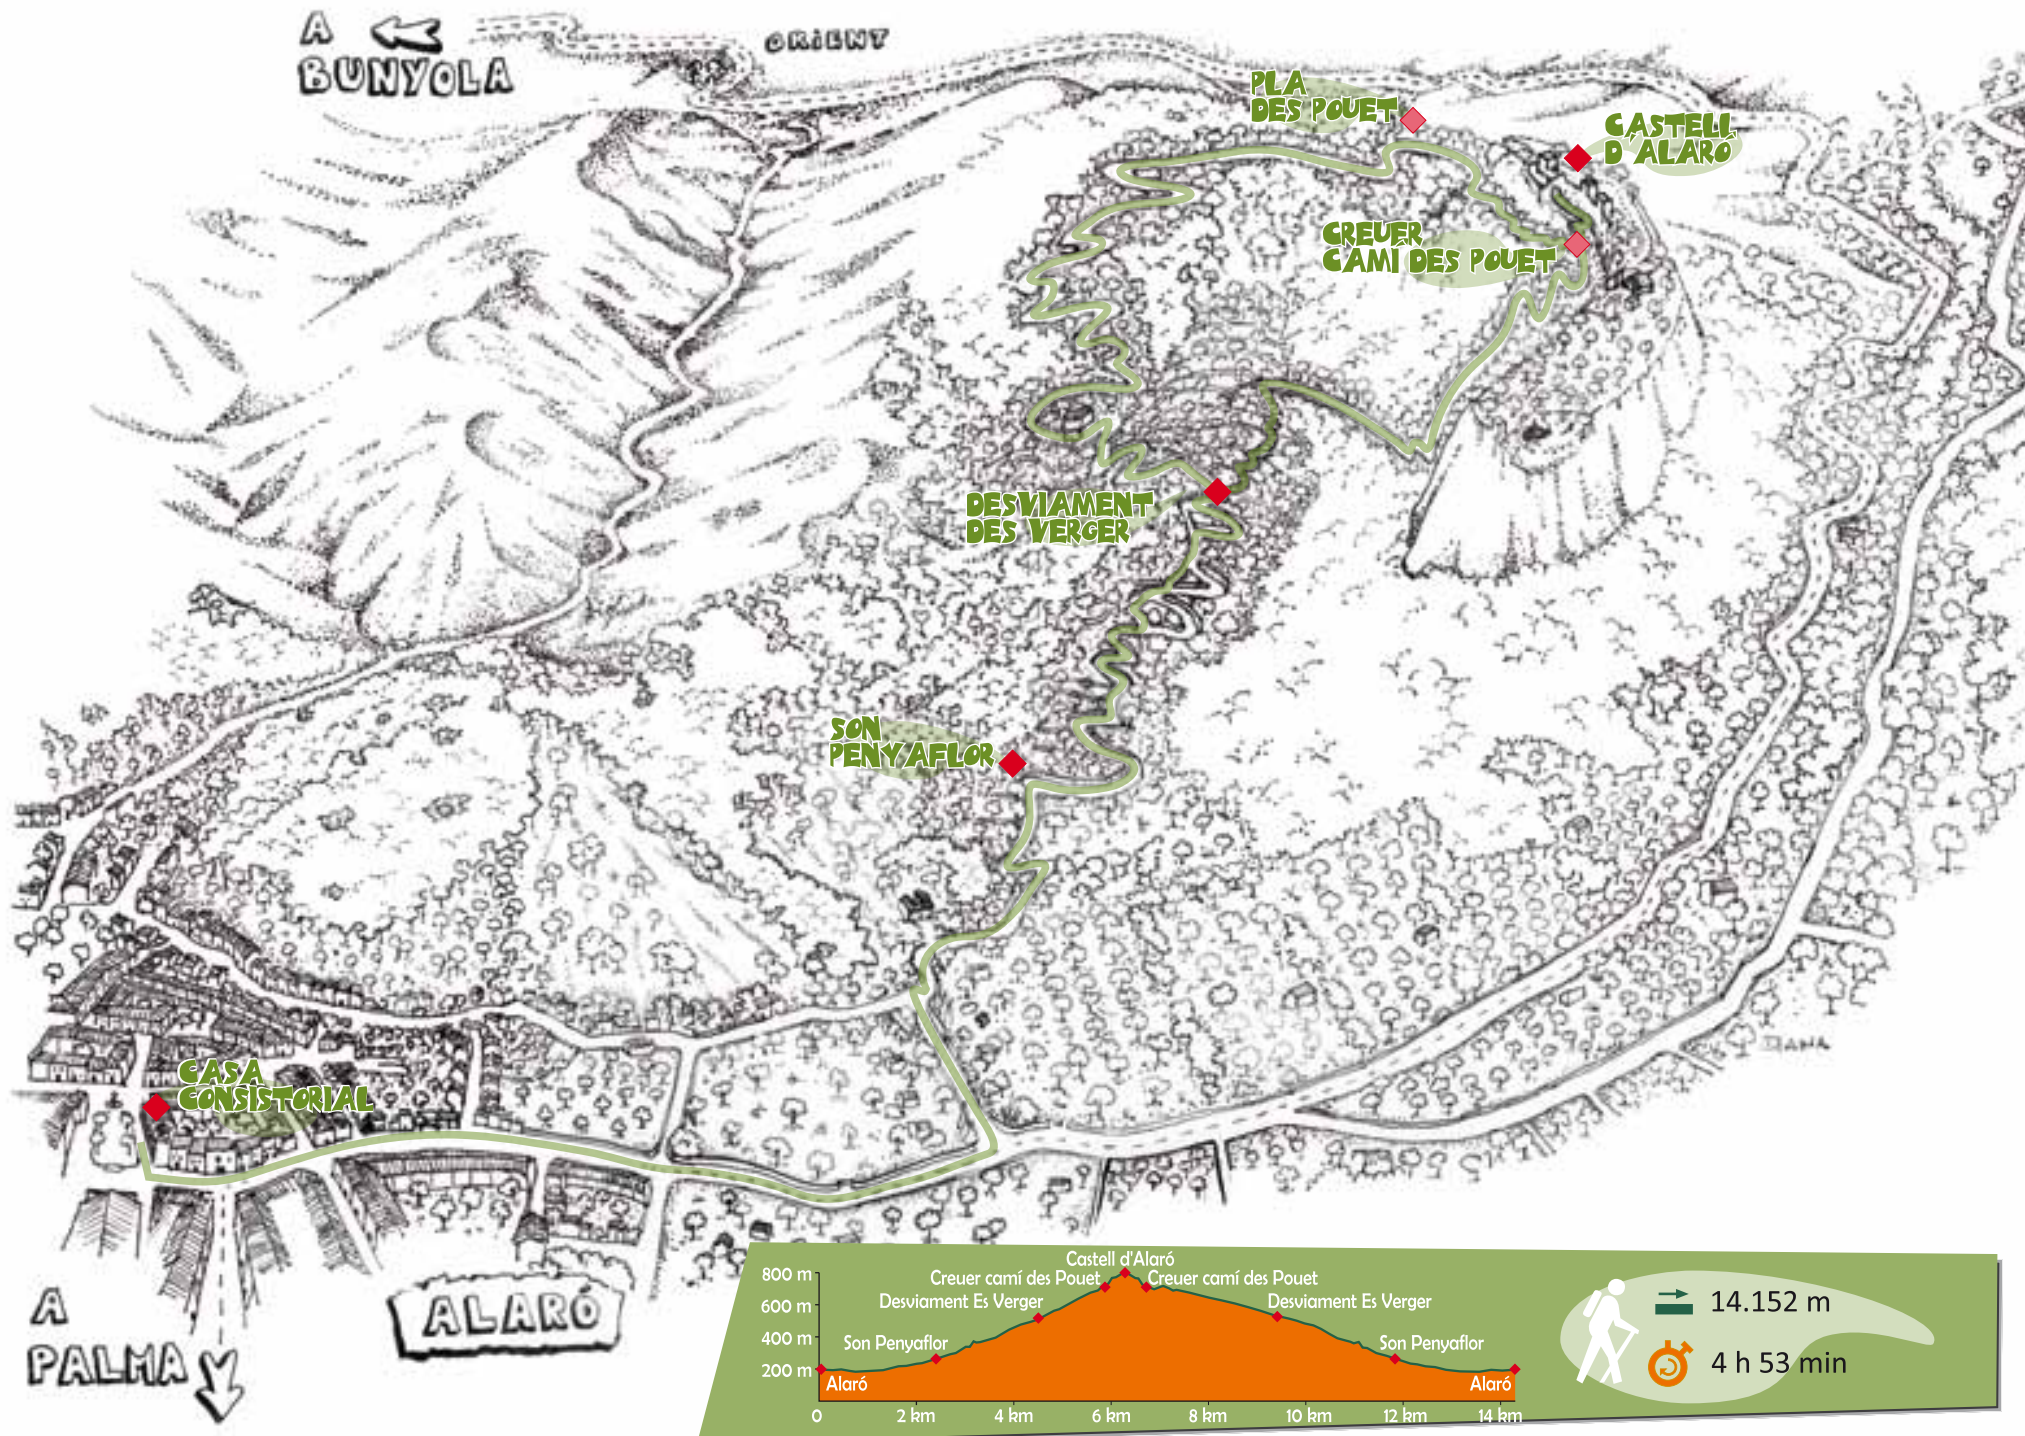 A
BUNYOLA
ORIENT
PLA
DES POUET
CASTELL
D'ALARÓ
CREUER
CAMÍ DES POUET
DESVIAMENT
DES VERGER
SON
PENYAFLOR
DANA
CASA
CONSISTORIAL
A
PALMA
ALARÓ
Castell d'Alaró
Creuer camí des Pouet
Creuer camí des Pouet
Desviament Es Verger
Desviament Es Verger
Son Penyaflor
Son Penyaflor
Alaró
Alaró
800 m
600 m
400 m
200 m
0
2 km
4 km
6 km
8 km
10 km
12 km
14 km
14.152 m
4 h 53 min